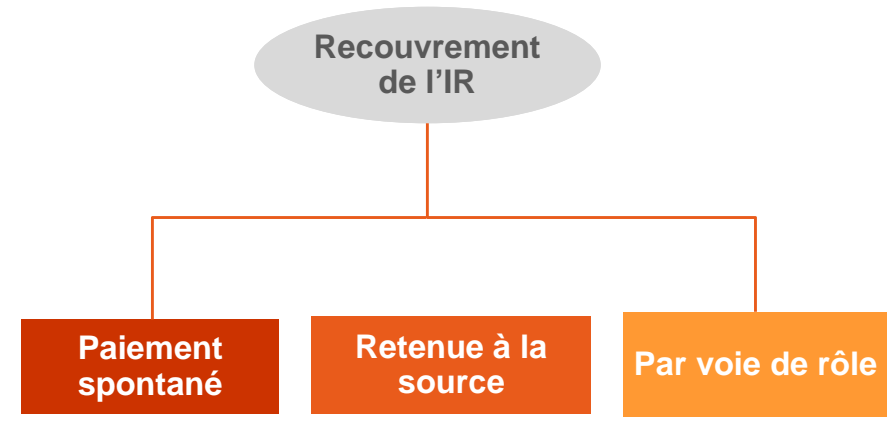 Recouvrement
de l’IR
Paiement
spontané
Retenue à la
source
Par voie de rôle